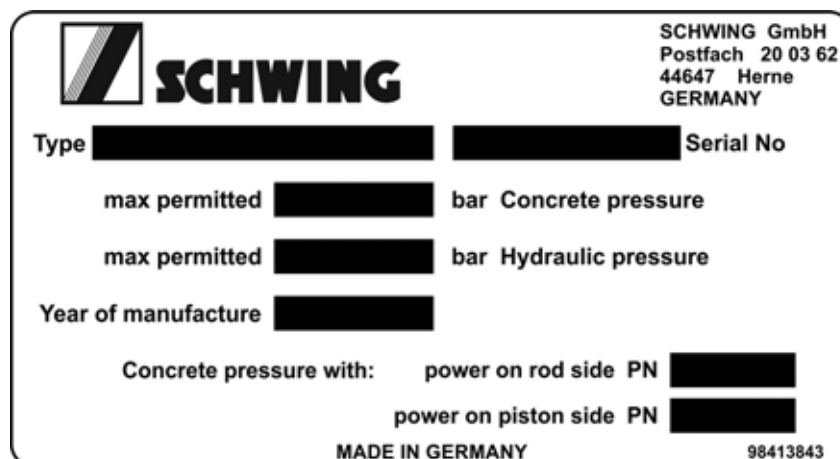 SCHWING
SCHWING GmbH
Postfach 20 03 62
44647 Herne
GERMANY
Type Serial No
max permitted bar Concrete pressure
max permitted bar Hydraulic pressure
Year of manufacture
Concrete pressure with: power on rod side PN
power on piston side PN
MADE IN GERMANY 98413843